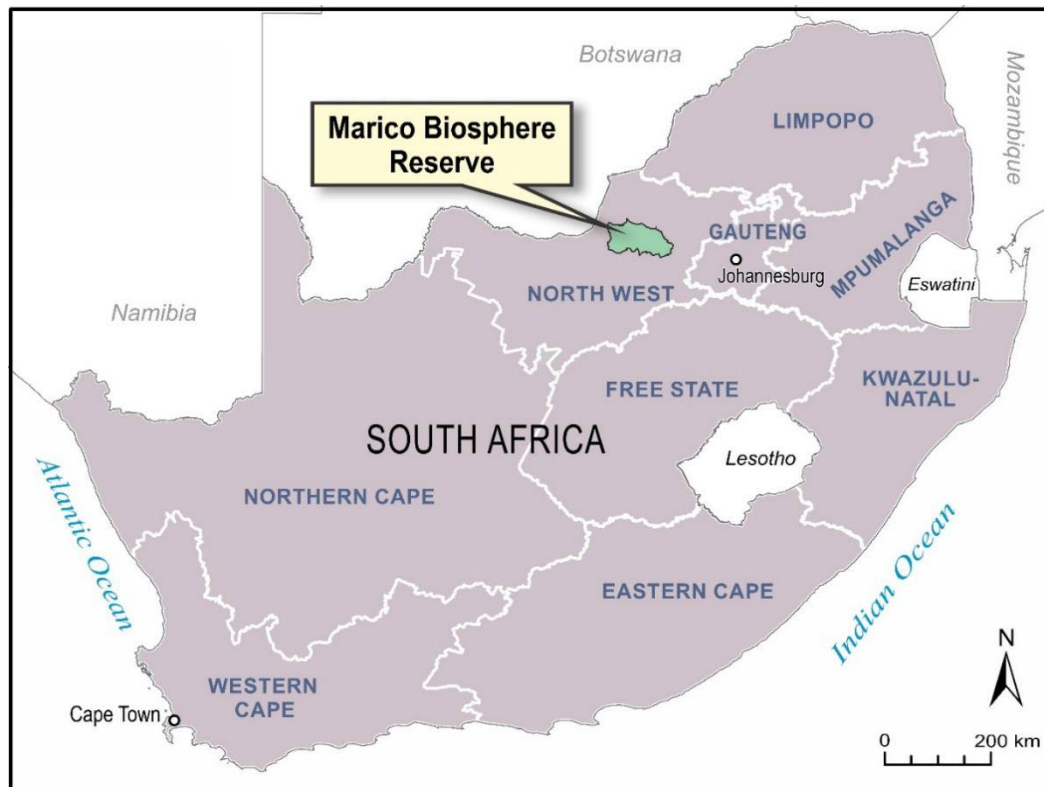 Botswana
Mozambique
LIMPOPO
Marico Biosphere
Reserve
GAUTENG
Johannesburg
MPUMALANGA
Eswatini
Namibia
NORTH WEST
FREE STATE
KWAZULU-
NATAL
SOUTH AFRICA
Lesotho
NORTHERN CAPE
Atlantic Ocean
EASTERN CAPE
Indian Ocean
WESTERN
CAPE
Cape Town
N
0 200 km